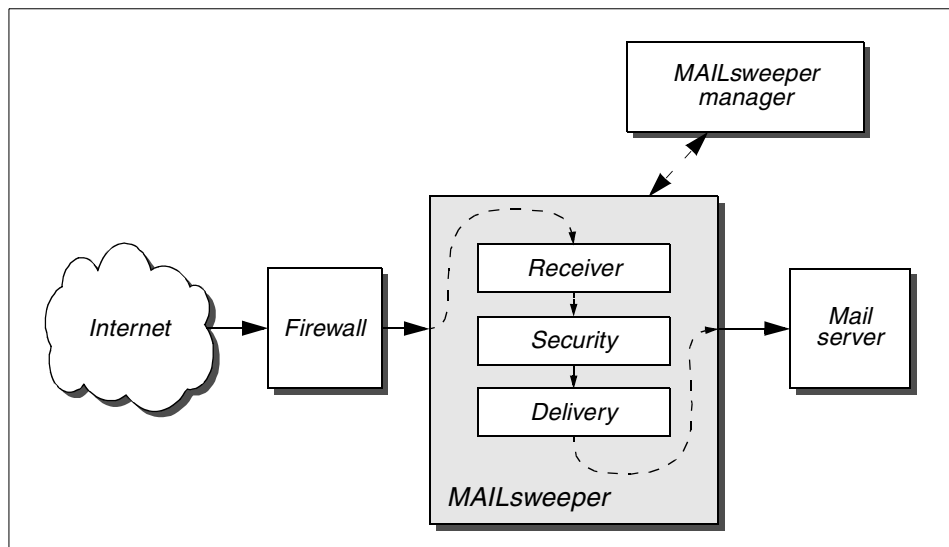 MAILsweeper
manager
Receiver
Internet
Firewall
Security
Mail
server
Delivery
MAILsweeper